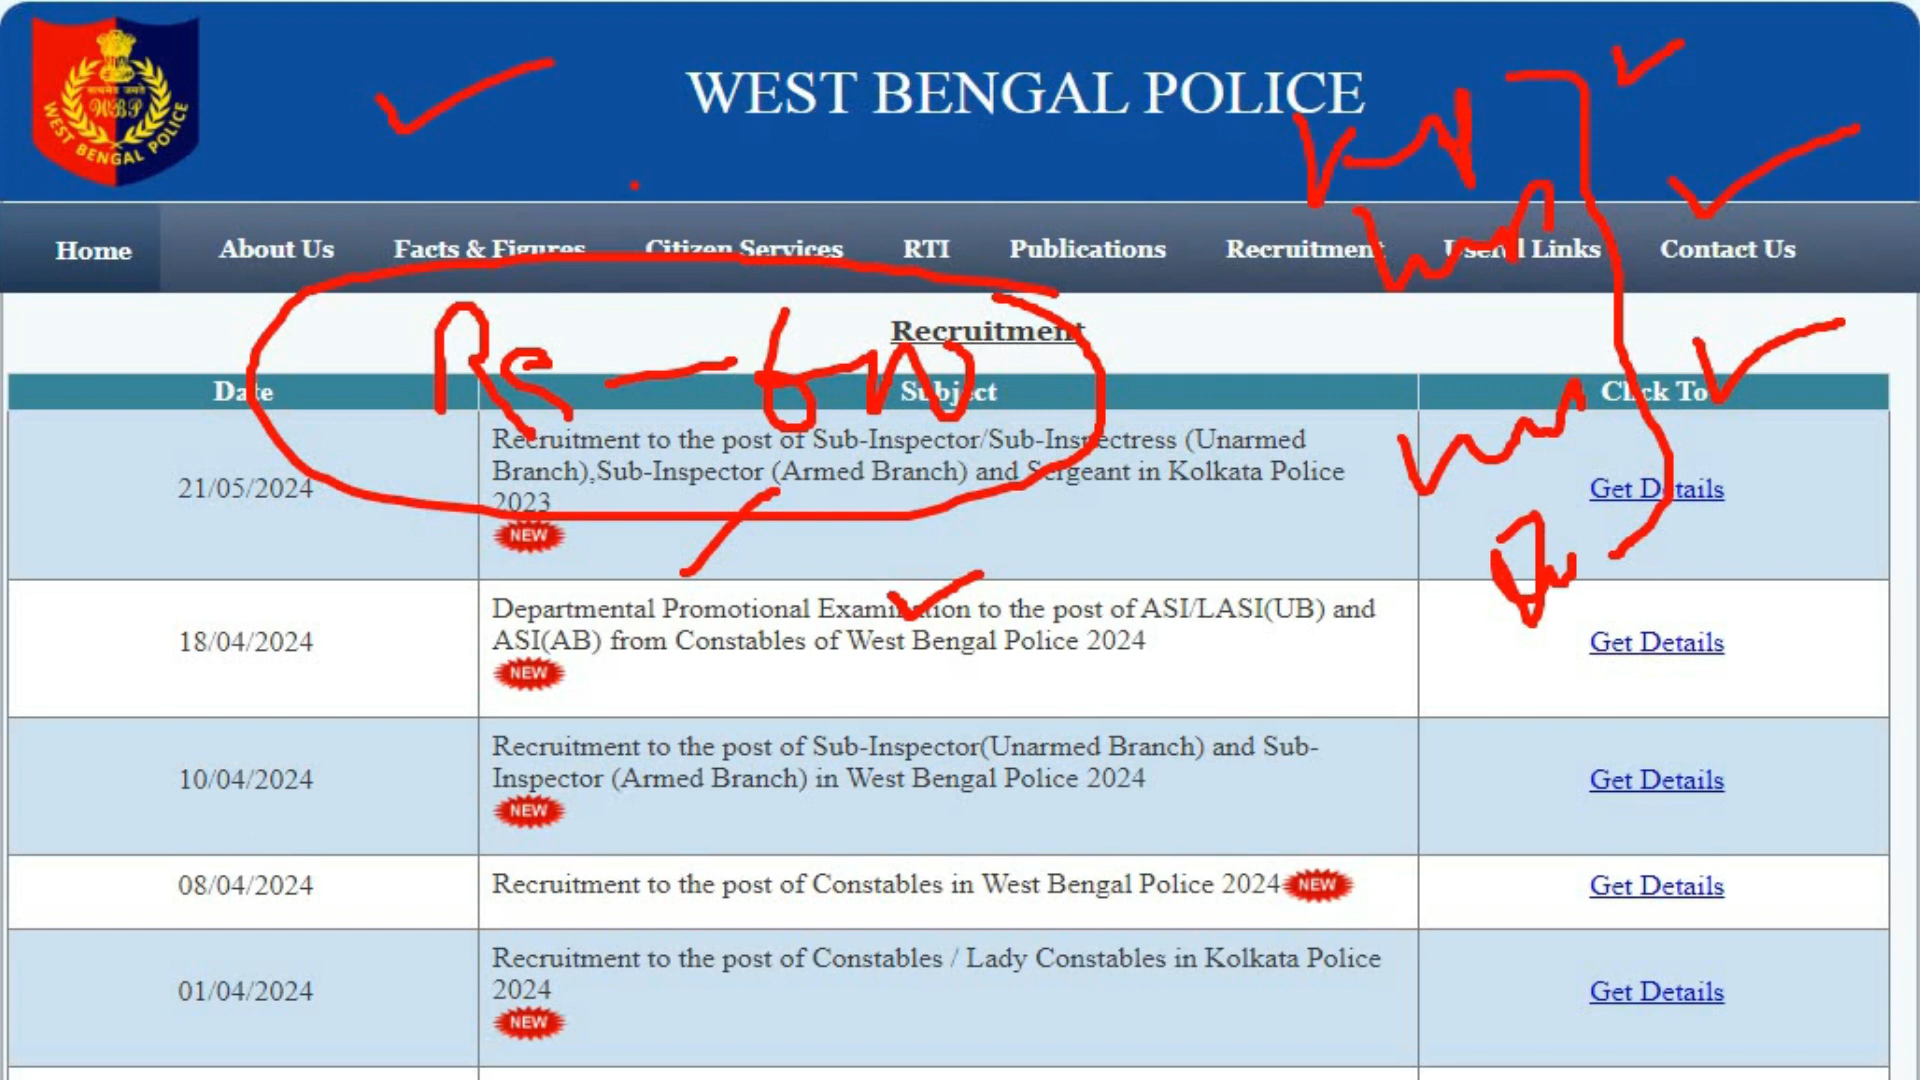 सत्यमेव जयते
WBP
WEST BENGAL POLICE
WEST BENGAL POLICE
Home About Us Facts & Figures Citizen Services RTI Publications Recruitment Useful Links Contact Us
Recruitment
Date Subject Click To
21/05/2024
Recruitment to the post of Sub-Inspector/Sub-Inspectress (Unarmed
Branch),Sub-Inspector (Armed Branch) and Sergeant in Kolkata Police
2023
NEW
Get Details
18/04/2024
Departmental Promotional Examination to the post of ASI/LASI(UB) and
ASI(AB) from Constables of West Bengal Police 2024
NEW
Get Details
10/04/2024
Recruitment to the post of Sub-Inspector(Unarmed Branch) and Sub-
Inspector (Armed Branch) in West Bengal Police 2024
NEW
Get Details
08/04/2024
Recruitment to the post of Constables in West Bengal Police 2024 NEW
Get Details
01/04/2024
Recruitment to the post of Constables / Lady Constables in Kolkata Police
2024
NEW
Get Details